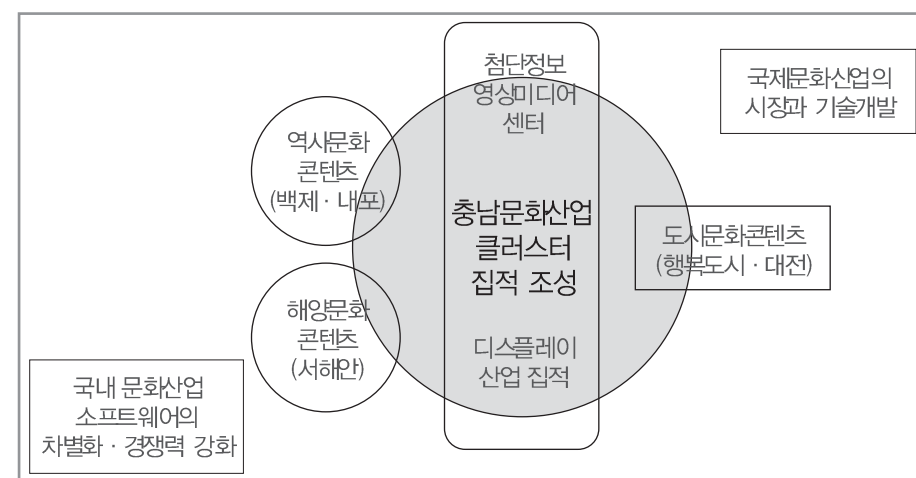 첨단정보
영상미디어
센터
국제문화산업의
시장과 기술개발
역사문화
콘텐츠
(백제 · 내포)
충남문화산업
클러스터
집적 조성
도시문화콘텐츠
(행복도시 · 대전)
해양문화
콘텐츠
(서해안)
디스플레이
산업 집적
국내 문화산업
소프트웨어의
차별화 · 경쟁력 강화